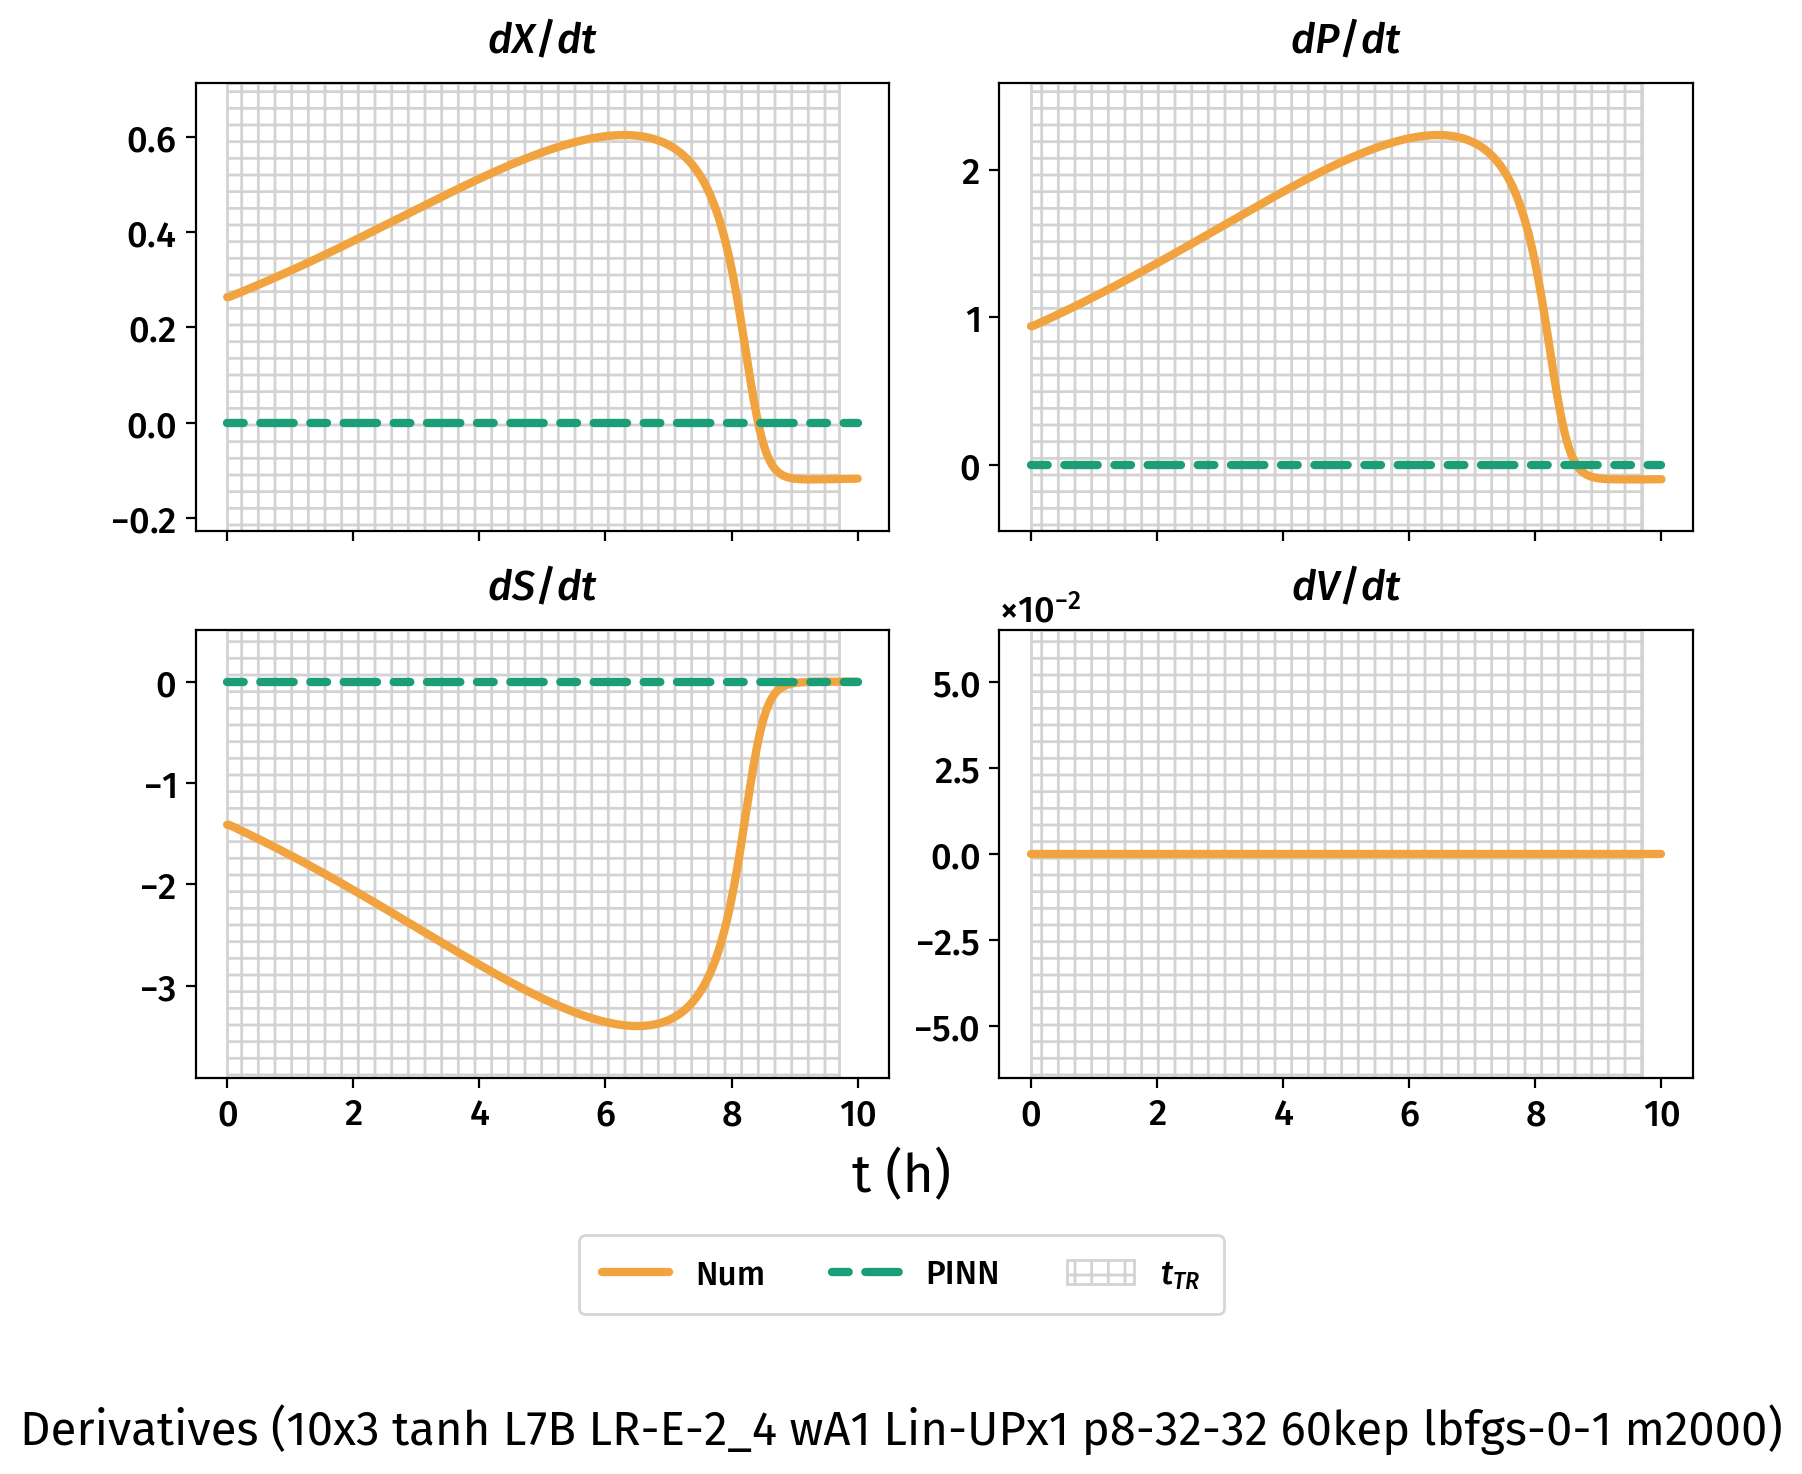 dX/dt
dP/dt
0.6
0.4
0.2
0.0
−0.2
2
1
0
dS/dt
dV/dt
×10⁻²
0
−1
−2
−3
5.0
2.5
0.0
−2.5
−5.0
0 2 4 6 8 10
0 2 4 6 8 10
t (h)
Num PINN t_TR
Derivatives (10x3 tanh L7B LR-E-2_4 wA1 Lin-UPx1 p8-32-32 60kep lbfgs-0-1 m2000)